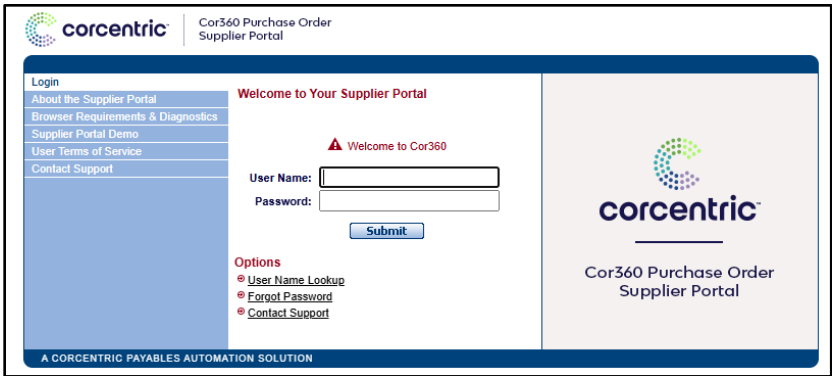 corcentric
Cor360 Purchase Order
Supplier Portal
Login
About the Supplier Portal
Browser Requirements & Diagnostics
Supplier Portal Demo
User Terms of Service
Contact Support
Welcome to Your Supplier Portal
Welcome to Cor360
User Name:
Password:
Submit
Options
User Name Lookup
Forgot Password
Contact Support
corcentric
Cor360 Purchase Order
Supplier Portal
A CORCENTRIC PAYABLES AUTOMATION SOLUTION